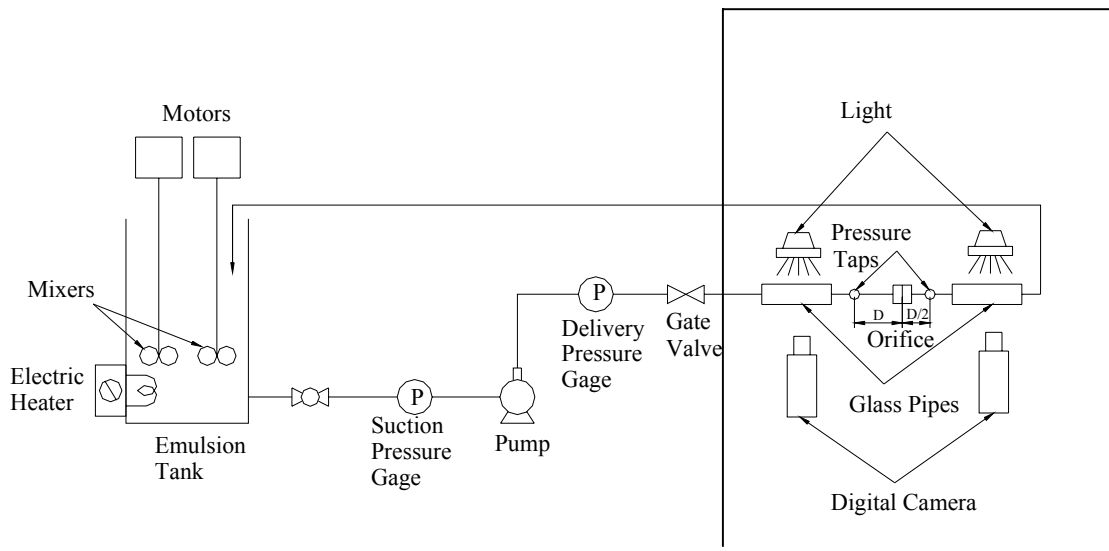 Motors
Light
Pressure
Taps
Mixers
P
D
D/2
Delivery
Pressure
Gage
Gate
Valve
Orifice
Electric
Heater
P
Glass Pipes
Suction
Pressure
Gage
Pump
Emulsion
Tank
Digital Camera